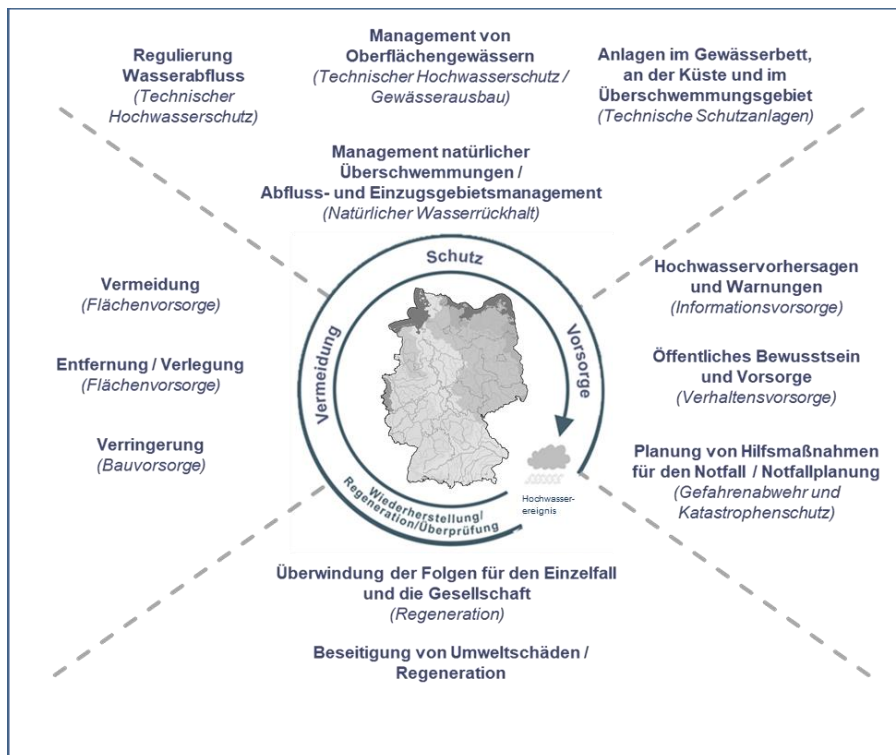 Regulierung
Wasserabfluss
(Technischer
Hochwasserschutz)
Management von
Oberflächengewässern
(Technischer Hochwasserschutz /
Gewässerausbau)
Anlagen im Gewässerbett,
an der Küste und im
Überschwemmungsgebiet
(Technische Schutzanlagen)
Management natürlicher
Überschwemmungen /
Abfluss- und Einzugsgebietsmanagement
(Natürlicher Wasserrückhalt)
Vermeidung
(Flächenvorsorge)
Entfernung / Verlegung
(Flächenvorsorge)
Verringerung
(Bauvorsorge)
Vermeidung
Schutz
Vorsorge
Hochwasser-
ereignis
Wiederherstellung/
Regeneration/Überprüfung
Hochwasservorhersagen
und Warnungen
(Informationsvorsorge)
Öffentliches Bewusstsein
und Vorsorge
(Verhaltensvorsorge)
Planung von Hilfsmaßnahmen
für den Notfall / Notfallplanung
(Gefahrenabwehr und
Katastrophenschutz)
Überwindung der Folgen für den Einzelfall
und die Gesellschaft
(Regeneration)
Beseitigung von Umweltschäden /
Regeneration